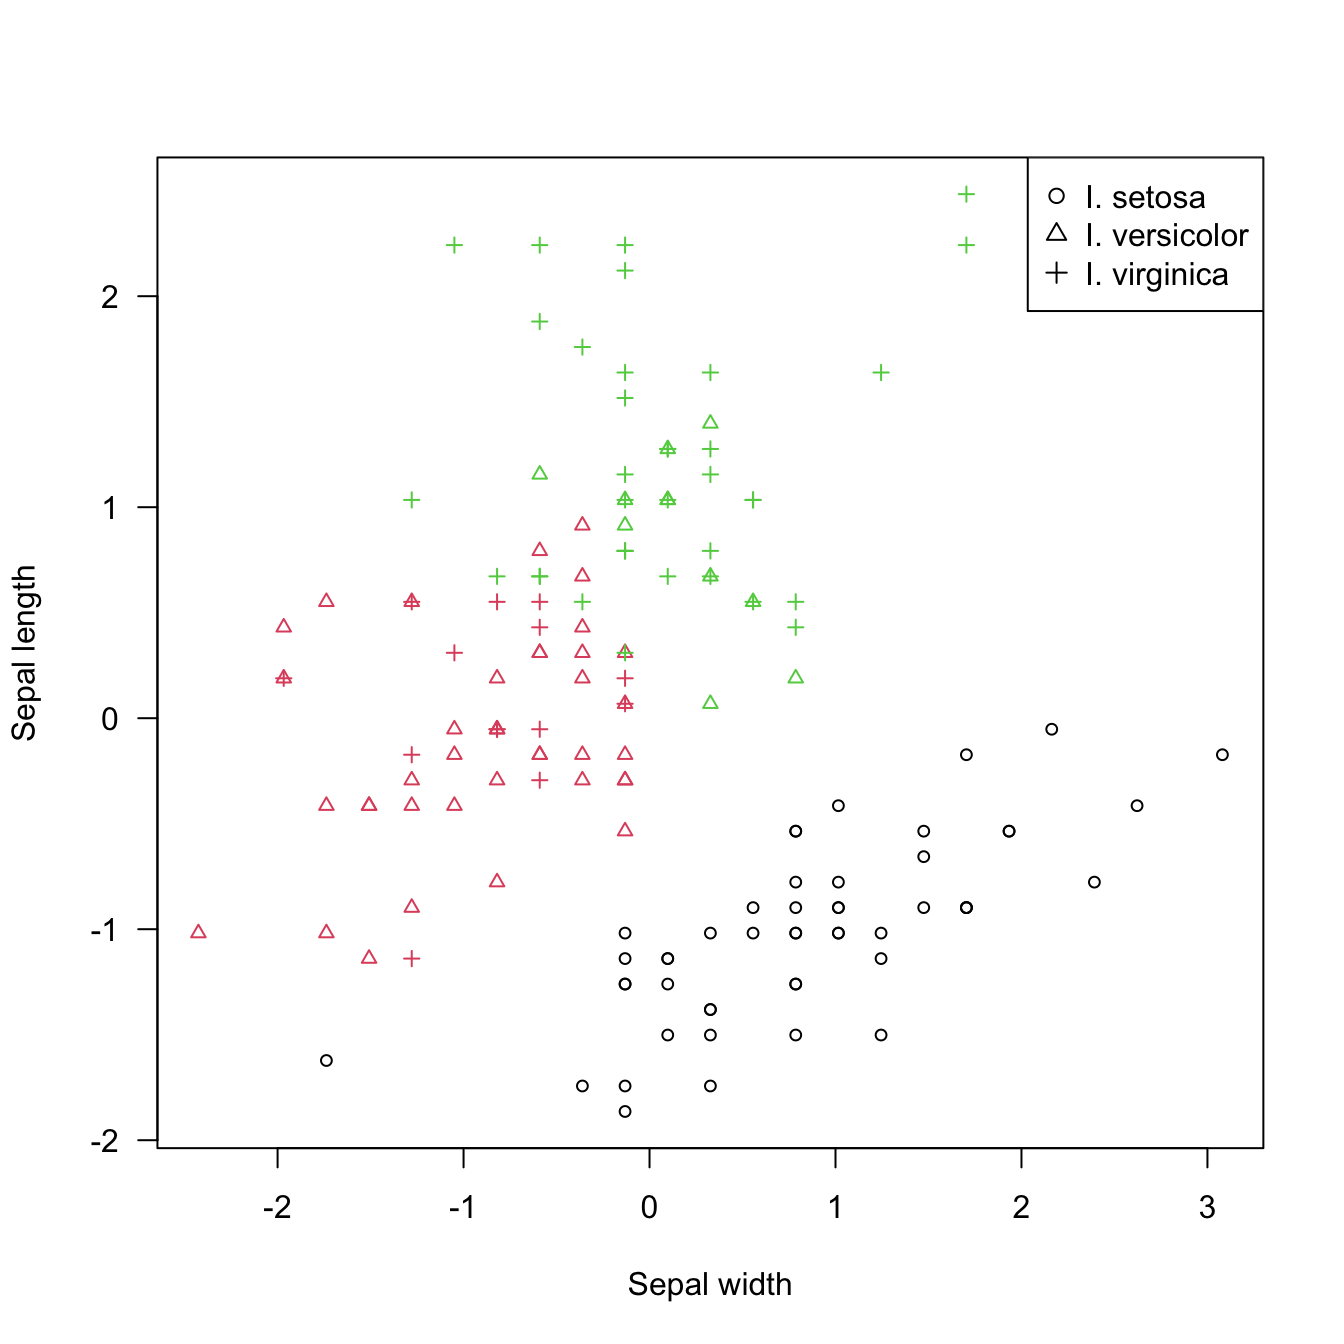 I. setosa
I. versicolor
I. virginica
2
1
0
-1
-2
Sepal length
-2 -1 0 1 2 3
Sepal width